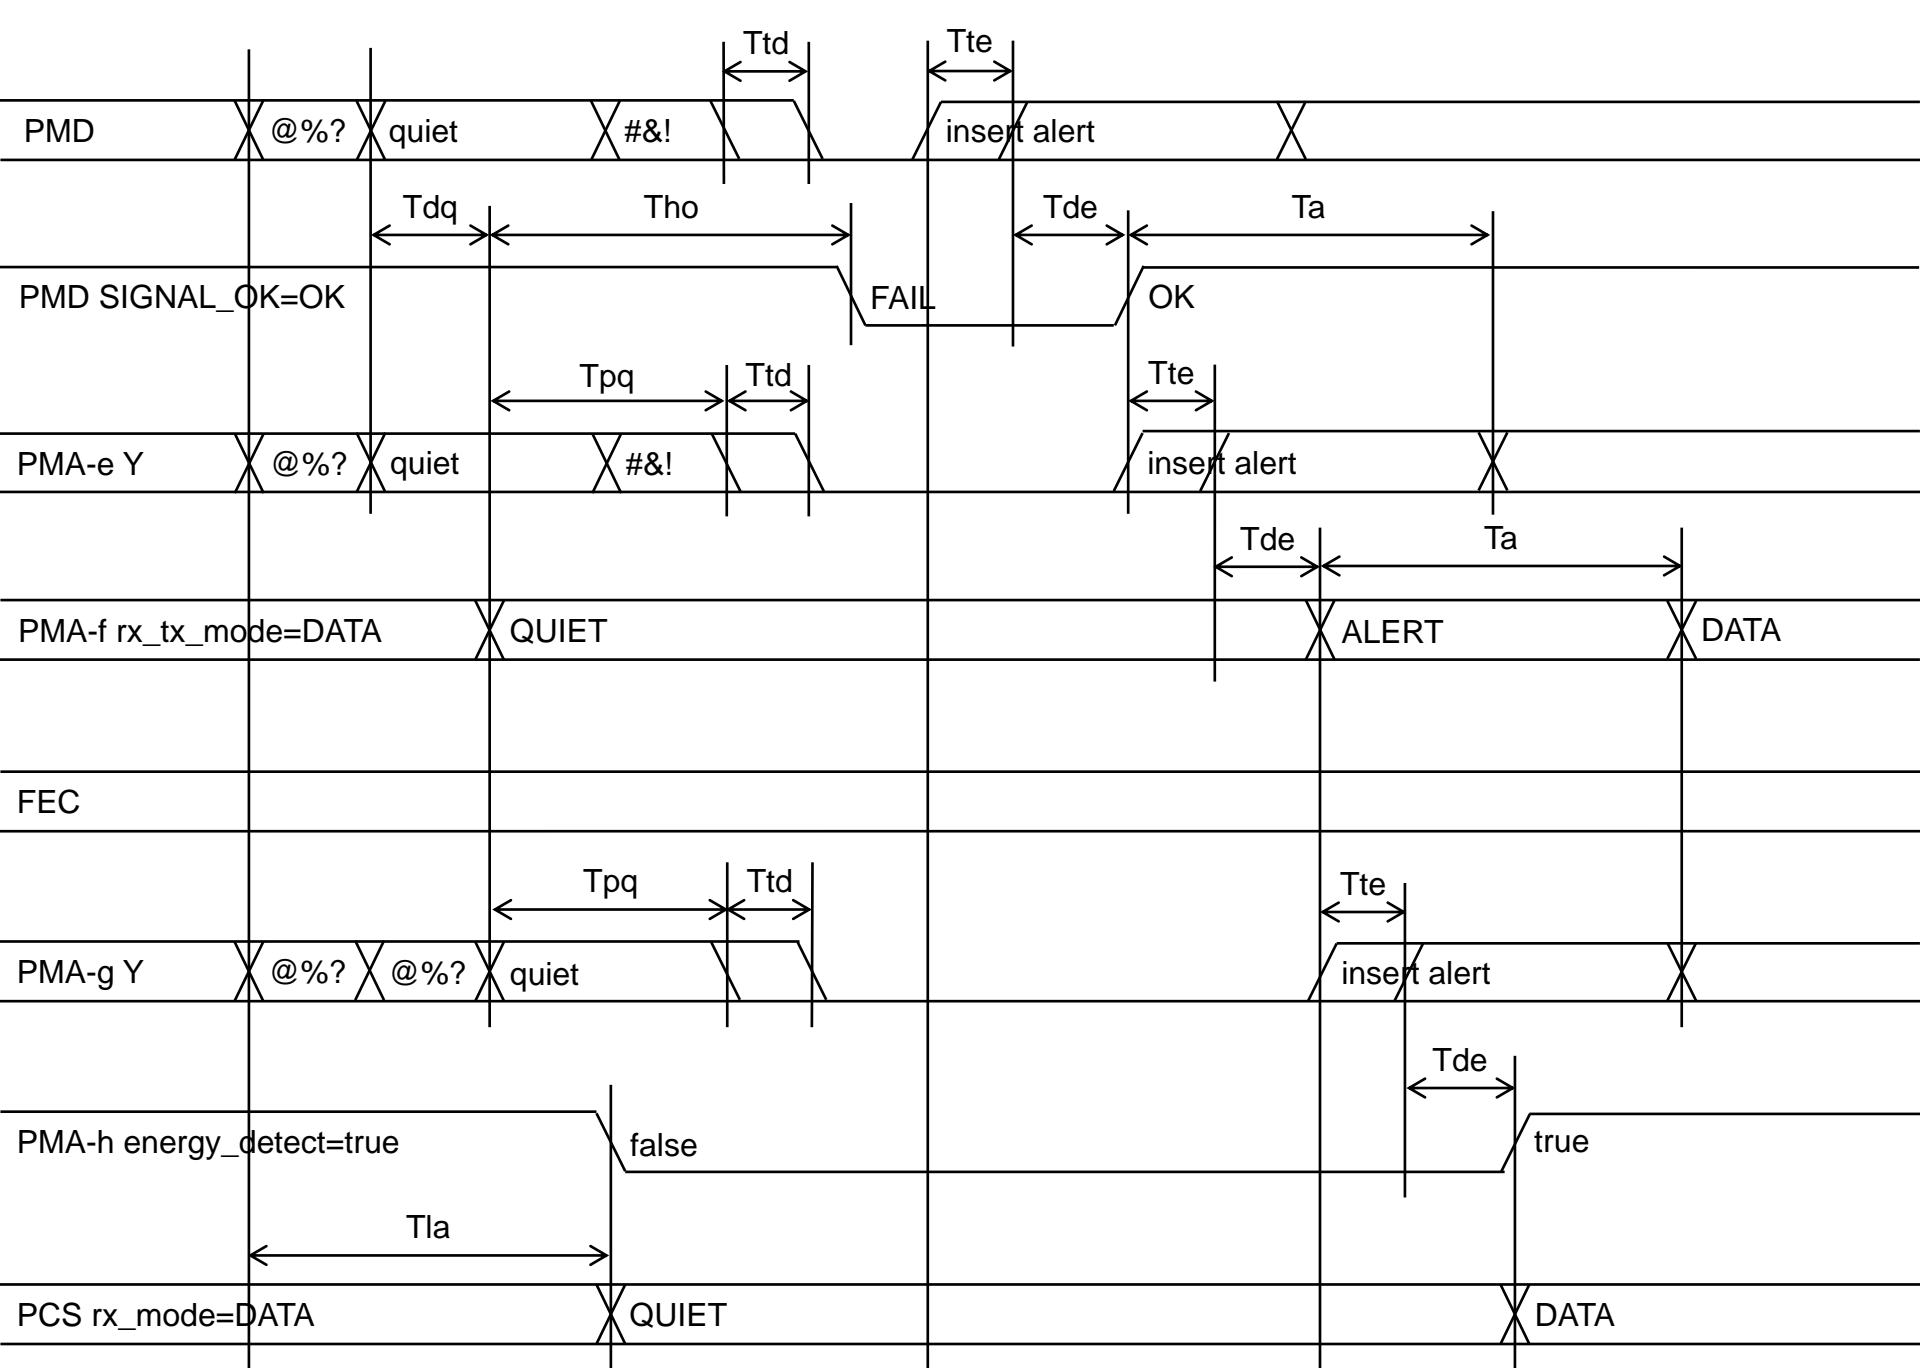 Ttd Tte
PMD @%? quiet #&! insert alert
Tdq Tho Tde Ta
PMD SIGNAL_OK=OK FAIL OK
Tpq Ttd Tte
PMA-e Y @%? quiet #&! insert alert
Tde Ta
PMA-f rx_tx_mode=DATA QUIET ALERT DATA
FEC
Tpq Ttd Tte
PMA-g Y @%? @%? quiet insert alert
Tde
PMA-h energy_detect=true false true
Tla
PCS rx_mode=DATA QUIET DATA